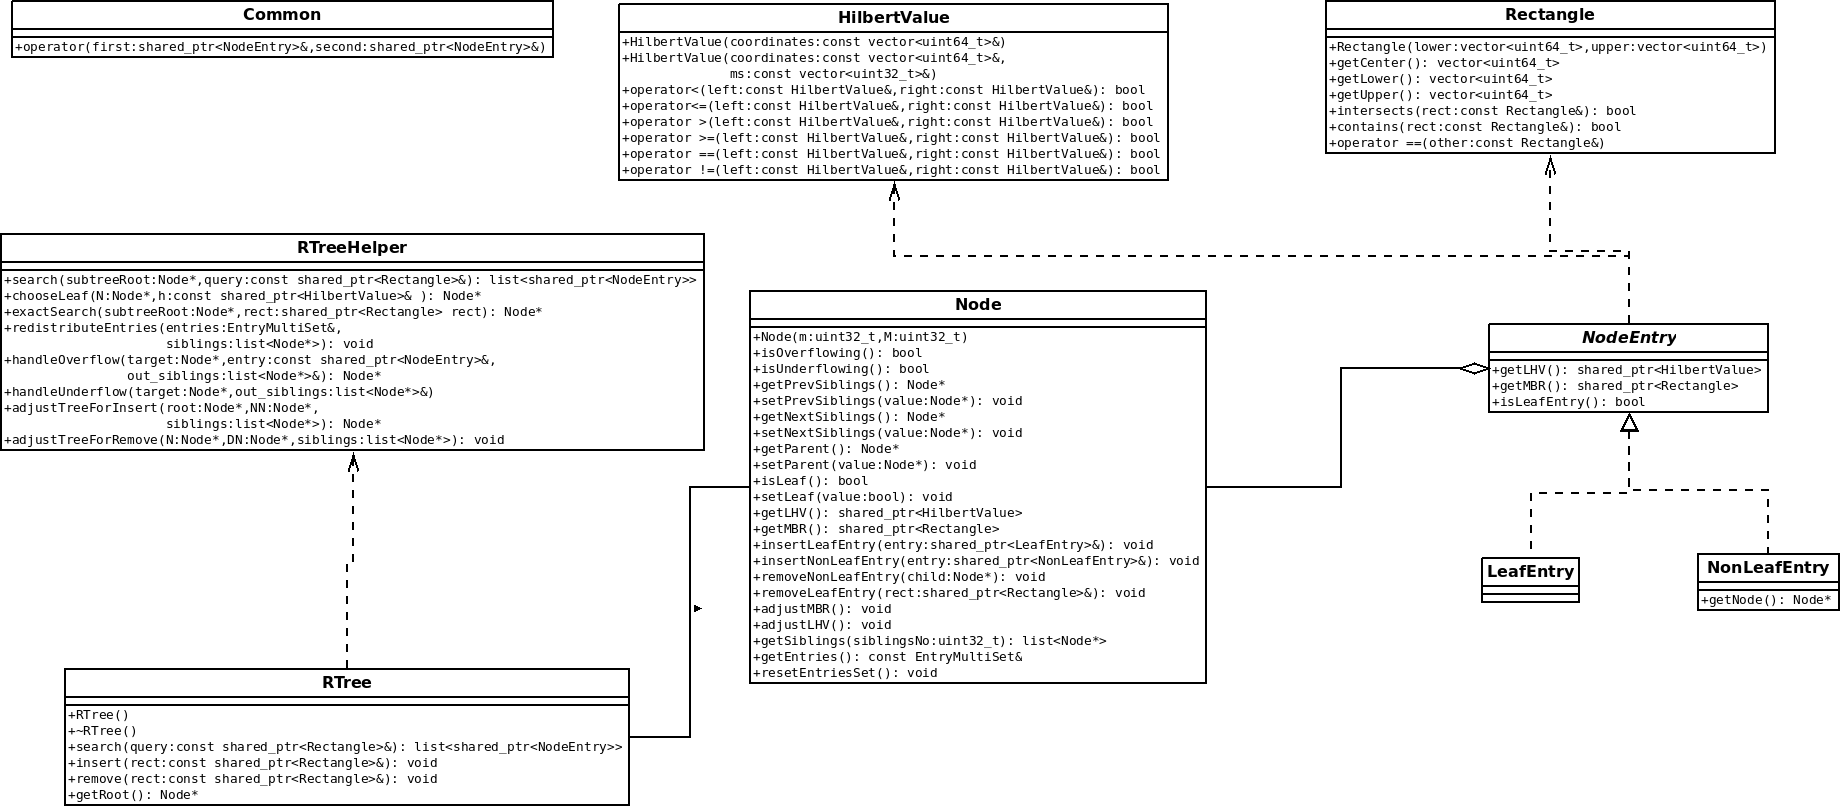 Common
+operator(first:shared_ptr<NodeEntry>&,second:shared_ptr<NodeEntry>&)
HilbertValue
+HilbertValue(coordinates:const vector<uint64_t>&)
+HilbertValue(coordinates:const vector<uint64_t>&,
ms:const vector<uint32_t>&)
+operator<(left:const HilbertValue&,right:const HilbertValue&): bool
+operator<=(left:const HilbertValue&,right:const HilbertValue&): bool
+operator >(left:const HilbertValue&,right:const HilbertValue&): bool
+operator >=(left:const HilbertValue&,right:const HilbertValue&): bool
+operator ==(left:const HilbertValue&,right:const HilbertValue&): bool
+operator !=(left:const HilbertValue&,right:const HilbertValue&): bool
Rectangle
+Rectangle(lower:vector<uint64_t>,upper:vector<uint64_t>)
+getCenter(): vector<uint64_t>
+getLower(): vector<uint64_t>
+getUpper(): vector<uint64_t>
+intersects(rect:const Rectangle&): bool
+contains(rect:const Rectangle&): bool
+operator ==(other:const Rectangle&)
RTreeHelper
+search(subtreeRoot:Node*,query:const shared_ptr<Rectangle>&): list<shared_ptr<NodeEntry>>
+chooseLeaf(N:Node*,h:const shared_ptr<HilbertValue>& ): Node*
+exactSearch(subtreeRoot:Node*,rect:shared_ptr<Rectangle> rect): Node*
+redistributeEntries(entries:EntryMultiSet&,
siblings:list<Node*>): void
+handleOverflow(target:Node*,entry:const shared_ptr<NodeEntry>&,
out_siblings:list<Node*>&): Node*
+handleUnderflow(target:Node*,out_siblings:list<Node*>&)
+adjustTreeForInsert(root:Node*,NN:Node*,
siblings:list<Node*>): Node*
+adjustTreeForRemove(N:Node*,DN:Node*,siblings:list<Node*>): void
Node
+Node(m:uint32_t,M:uint32_t)
+isOverflowing(): bool
+isUnderflowing(): bool
+getPrevSiblings(): Node*
+setPrevSiblings(value:Node*): void
+getNextSiblings(): Node*
+setNextSiblings(value:Node*): void
+getParent(): Node*
+setParent(value:Node*): void
+isLeaf(): bool
+setLeaf(value:bool): void
+getLHV(): shared_ptr<HilbertValue>
+getMBR(): shared_ptr<Rectangle>
+insertLeafEntry(entry:shared_ptr<LeafEntry>&): void
+insertNonLeafEntry(entry:shared_ptr<NonLeafEntry>&): void
+removeNonLeafEntry(child:Node*): void
+removeLeafEntry(rect:shared_ptr<Rectangle>&): void
+adjustMBR(): void
+adjustLHV(): void
+getSiblings(siblingsNo:uint32_t): list<Node*>
+getEntries(): const EntryMultiSet&
+resetEntriesSet(): void
NodeEntry
+getLHV(): shared_ptr<HilbertValue>
+getMBR(): shared_ptr<Rectangle>
+isLeafEntry(): bool
LeafEntry
NonLeafEntry
+getNode(): Node*
RTree
+RTree()
+~RTree()
+search(query:const shared_ptr<Rectangle>&): list<shared_ptr<NodeEntry>>
+insert(rect:const shared_ptr<Rectangle>&): void
+remove(rect:const shared_ptr<Rectangle>&): void
+getRoot(): Node*